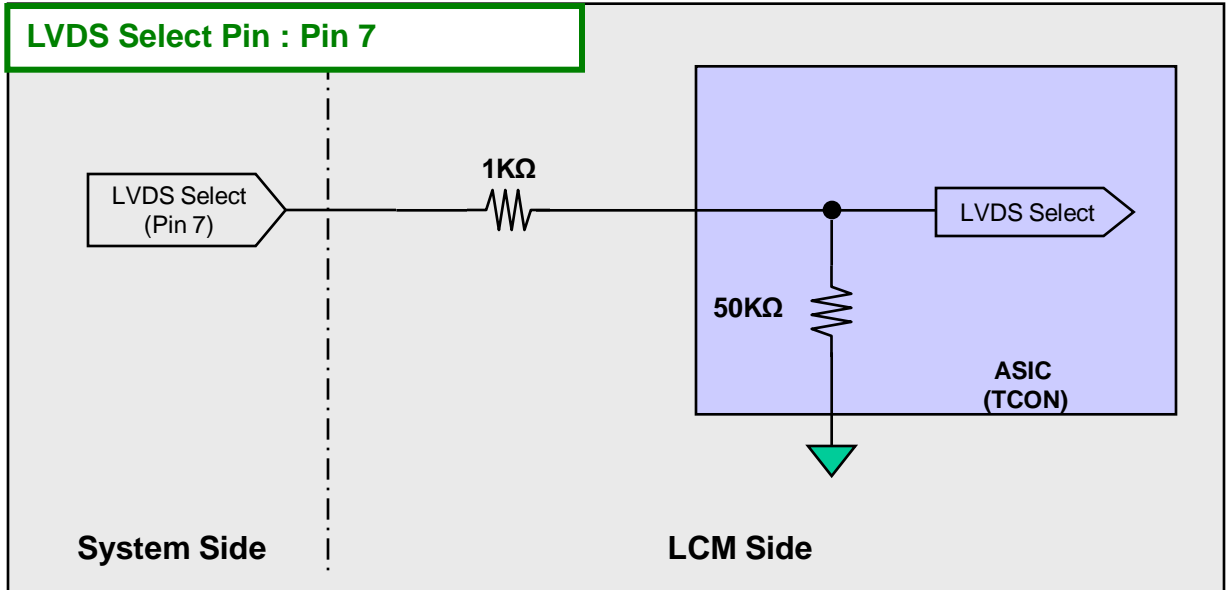 LVDS Select Pin : Pin 7
1KΩ
LVDS Select
(Pin 7)
LVDS Select
50KΩ
ASIC
(TCON)
System Side
LCM Side